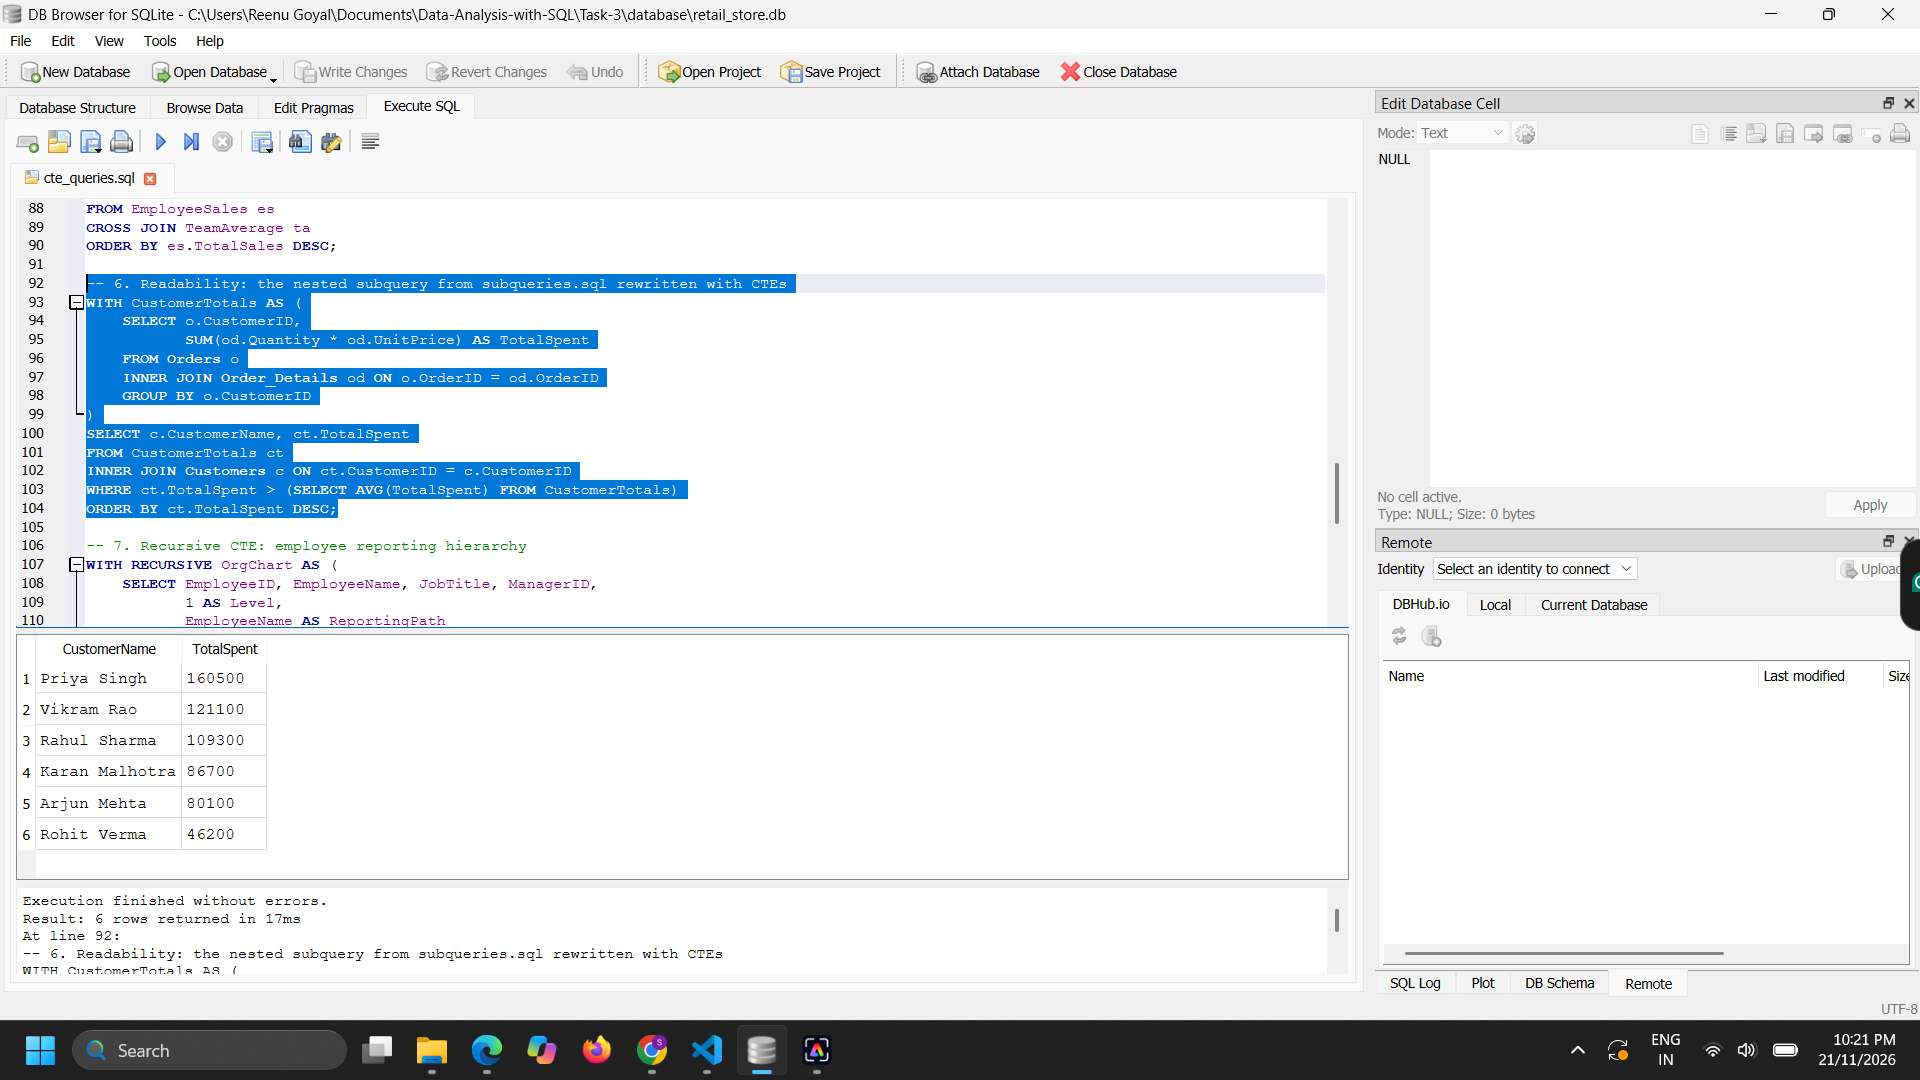 DB Browser for SQLite - C:\Users\Reenu Goyal\Documents\Data-Analysis-with-SQL\Task-3\database\retail_store.db
File Edit View Tools Help
New Database Open Database Write Changes Revert Changes Undo Open Project Save Project Attach Database Close Database
Database Structure Browse Data Edit Pragmas Execute SQL
cte_queries.sql
88 FROM EmployeeSales es
89 CROSS JOIN TeamAverage ta
90 ORDER BY es.TotalSales DESC;
91
92 -- 6. Readability: the nested subquery from subqueries.sql rewritten with CTEs
93 WITH CustomerTotals AS (
94 SELECT o.CustomerID,
95 SUM(od.Quantity * od.UnitPrice) AS TotalSpent
96 FROM Orders o
97 INNER JOIN Order_Details od ON o.OrderID = od.OrderID
98 GROUP BY o.CustomerID
99 )
100 SELECT c.CustomerName, ct.TotalSpent
101 FROM CustomerTotals ct
102 INNER JOIN Customers c ON ct.CustomerID = c.CustomerID
103 WHERE ct.TotalSpent > (SELECT AVG(TotalSpent) FROM CustomerTotals)
104 ORDER BY ct.TotalSpent DESC;
105
106 -- 7. Recursive CTE: employee reporting hierarchy
107 WITH RECURSIVE OrgChart AS (
108 SELECT EmployeeID, EmployeeName, JobTitle, ManagerID,
109 1 AS Level,
110 EmployeeName AS ReportingPath
CustomerName TotalSpent
1 Priya Singh 160500
2 Vikram Rao 121100
3 Rahul Sharma 109300
4 Karan Malhotra 86700
5 Arjun Mehta 80100
6 Rohit Verma 46200
Execution finished without errors.
Result: 6 rows returned in 17ms
At line 92:
-- 6. Readability: the nested subquery from subqueries.sql rewritten with CTEs
WITH CustomerTotals AS (
Edit Database Cell
Mode: Text
NULL
No cell active.
Type: NULL; Size: 0 bytes
Apply
Remote
Identity Select an identity to connect Upload
DBHub.io Local Current Database
Name Last modified Size
SQL Log Plot DB Schema Remote
UTF-8
Search
ENG
IN
10:21 PM
21/11/2026